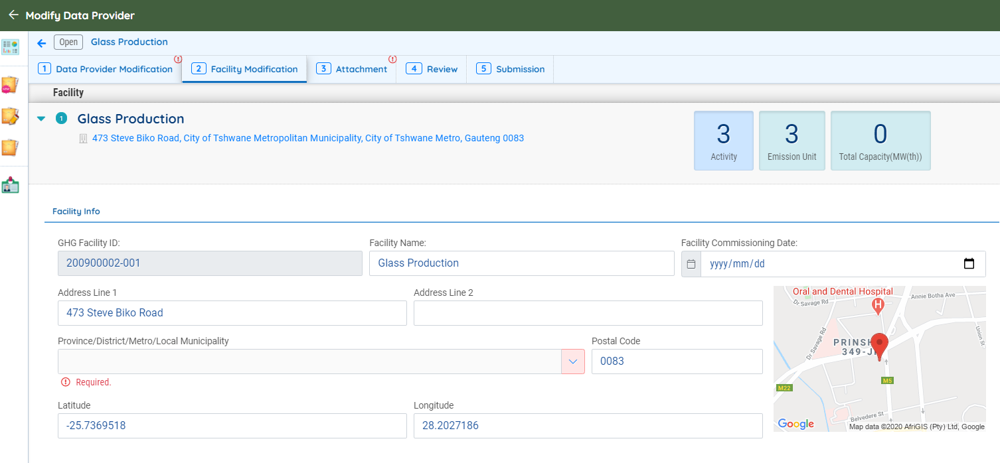 Modify Data Provider
Open Glass Production
1 Data Provider Modification 2 Facility Modification 3 Attachment 4 Review 5 Submission
Facility
1 Glass Production
473 Steve Biko Road, City of Tshwane Metropolitan Municipality, City of Tshwane Metro, Gauteng 0083
3 Activity
3 Emission Unit
0 Total Capacity(MW(th))
Facility Info
GHG Facility ID: Facility Name: Facility Commissioning Date:
200900002-001 Glass Production yyyy/mm/dd
Address Line 1 Address Line 2
473 Steve Biko Road
Province/District/Metro/Local Municipality Postal Code
0083
Required.
Latitude Longitude
-25.7369518 28.2027186
Oral and Dental Hospital
Annie Botha Ave
Dr Savage Rd
H
Union St
Dr Savage Rd
PRINSH
349-J
M5
M22
Belvedere St
Google
Map data ©2020 AfriGIS (Pty) Ltd, Google